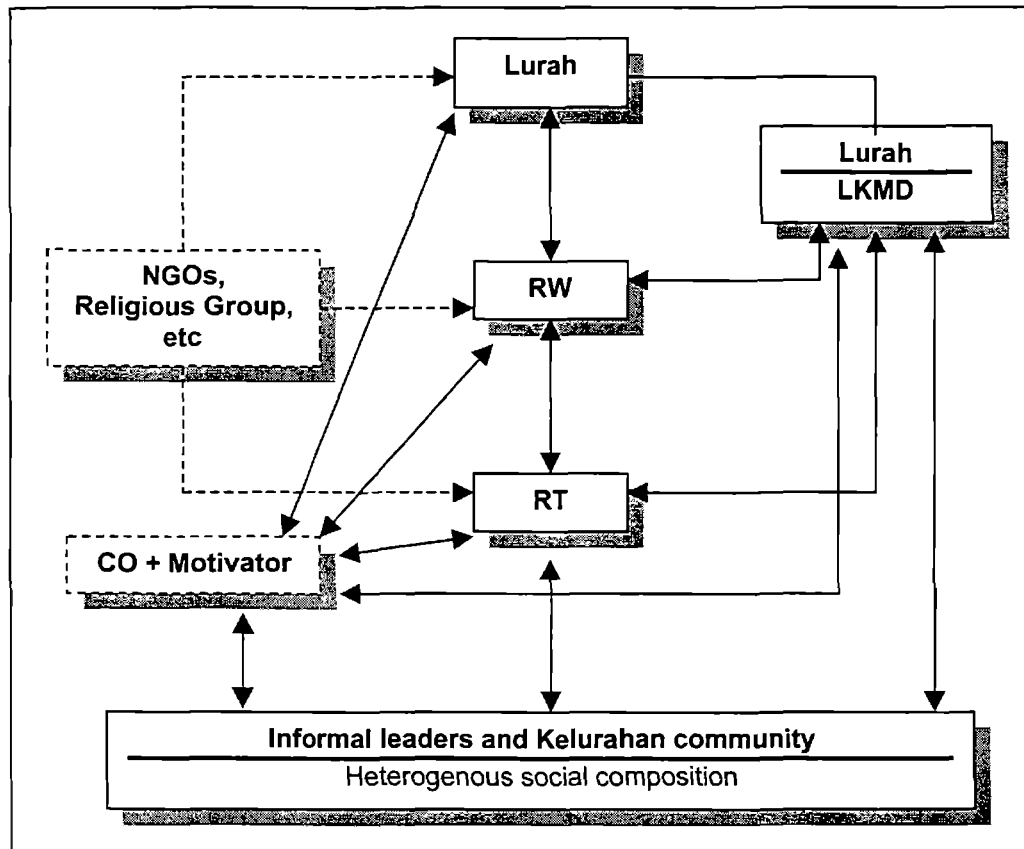 Lurah
Lurah
LKMD
NGOs,
Religious Group,
etc
RW
RT
CO + Motivator
Informal leaders and Kelurahan community
Heterogenous social composition